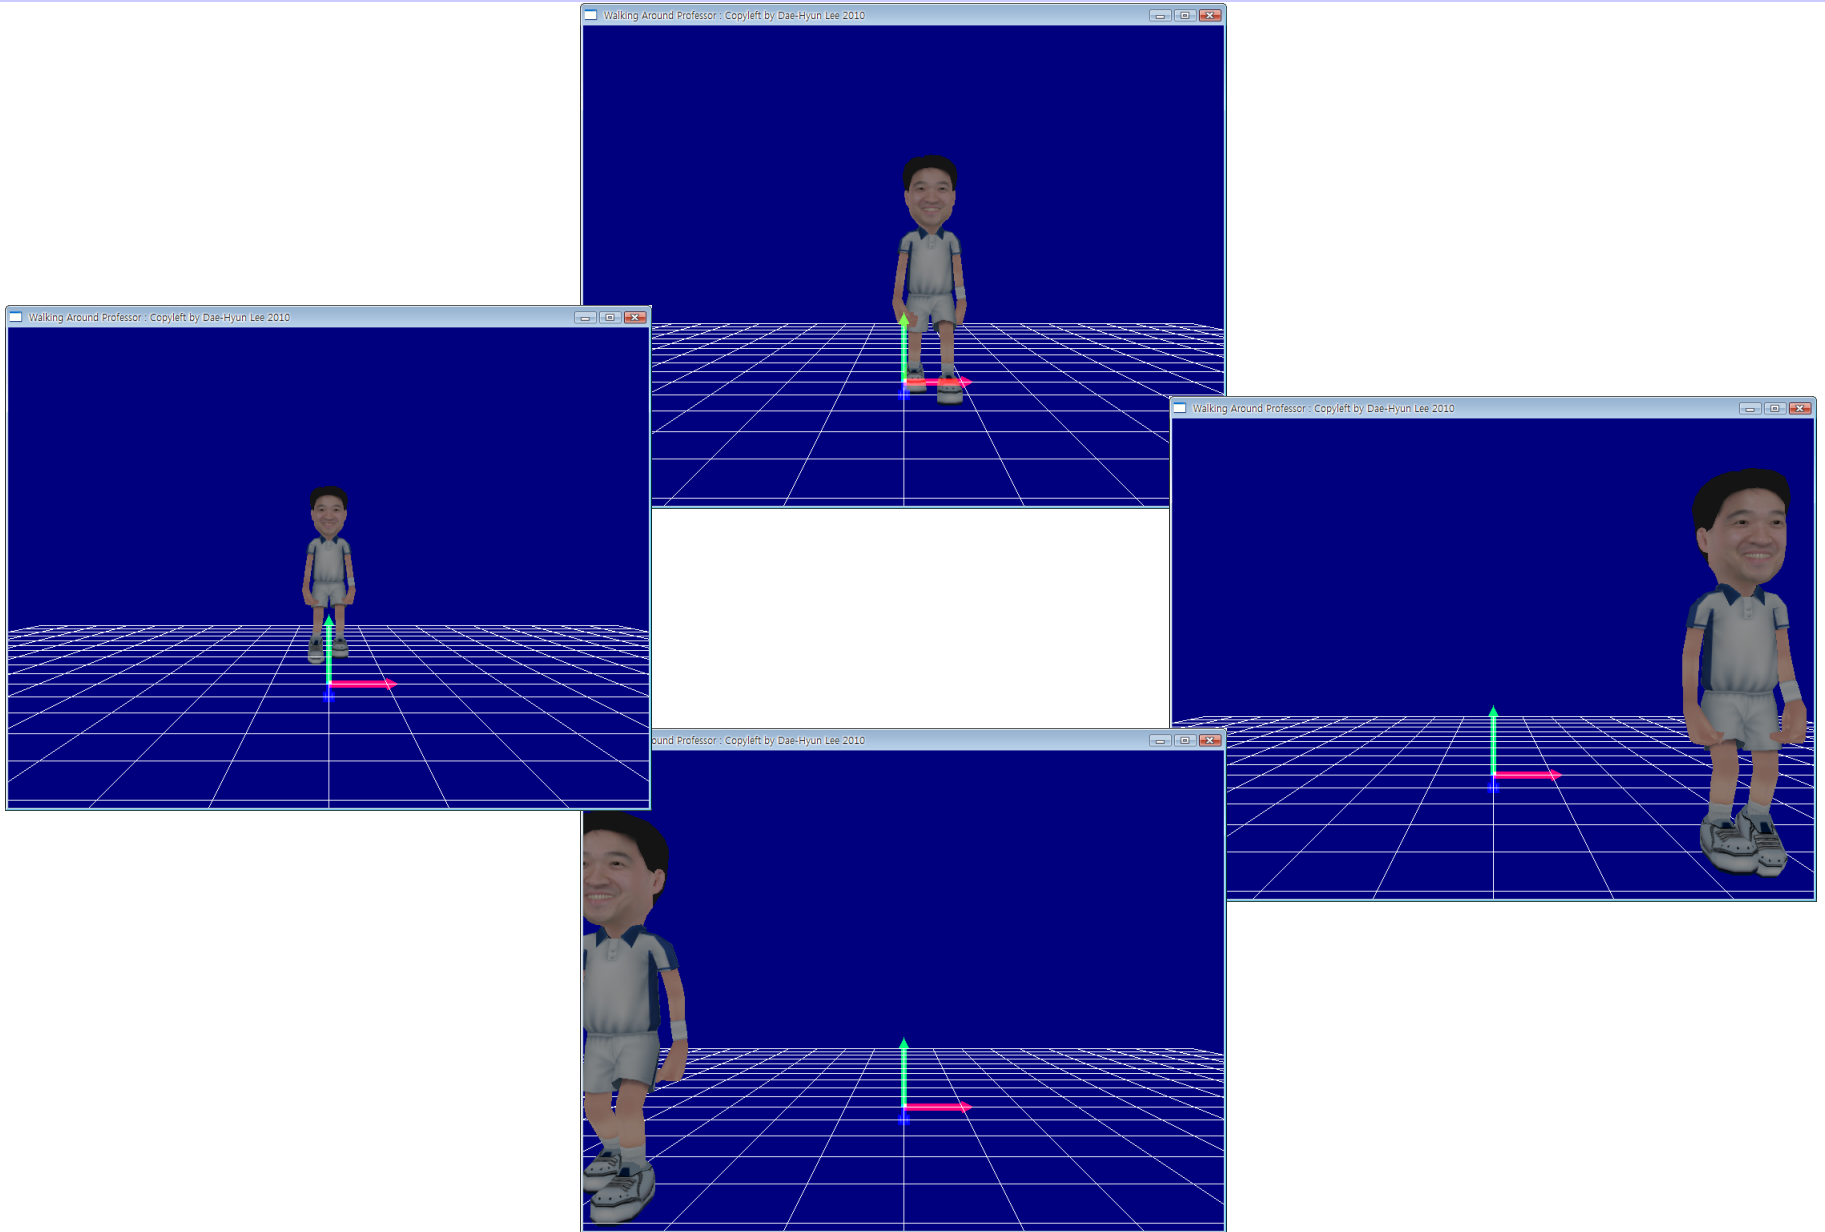 Walking Around Professor : Copyleft by Dae-Hyun Lee 2010
Walking Around Professor : Copyleft by Dae-Hyun Lee 2010
Walking Around Professor : Copyleft by Dae-Hyun Lee 2010
ound Professor : Copyleft by Dae-Hyun Lee 2010